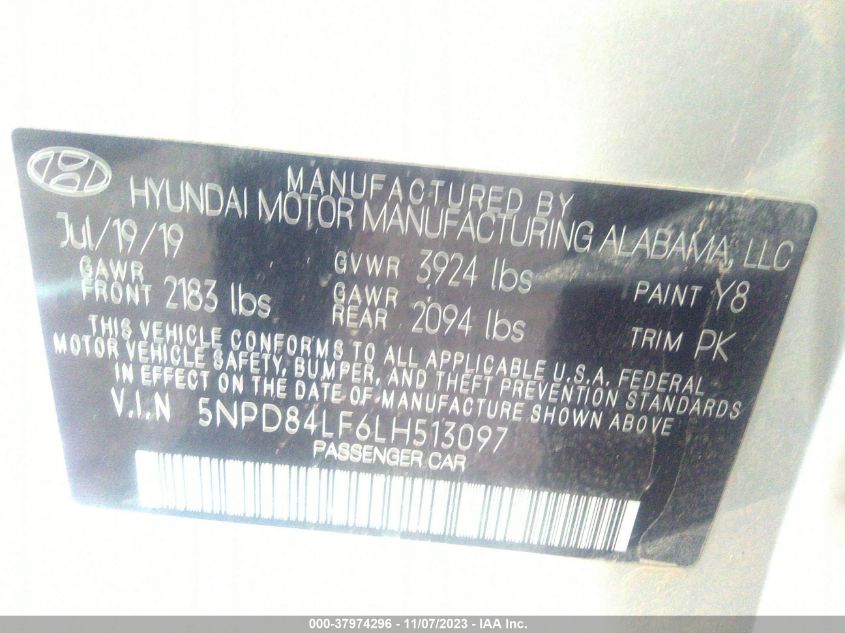 MANUFACTURED BY
HYUNDAI MOTOR MANUFACTURING ALABAMA, LLC
Jul/19/19
GVWR 3924 lbs
PAINT Y8
GAWR FRONT 2183 lbs
GAWR REAR 2094 lbs
TRIM PK
THIS VEHICLE CONFORMS TO ALL APPLICABLE U.S.A. FEDERAL
MOTOR VEHICLE SAFETY, BUMPER, AND THEFT PREVENTION STANDARDS
IN EFFECT ON THE DATE OF MANUFACTURE SHOWN ABOVE
V.I.N 5NPD84LF6LH513097
PASSENGER CAR
000-37974296 - 11/07/2023 - IAA Inc.